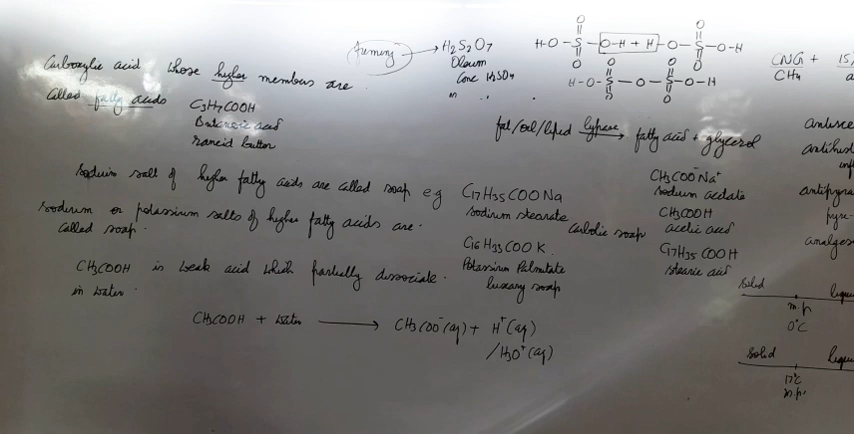 fuming → H2S2O7
Oleum
Conc H2SO4
H-O-S-O-H + H-O-S-O-H
H-O-S-O-S-O-H
CNG +
CH4
Carboxylic acid whose higher members are
called fatty acids
C3H7COOH
Butanoic acid
rancid butter
fat/oil/lipid lypase → fatty acid + glycerol
Sodium salt of higher fatty acids are called soap eg
C17H35COONa
sodium stearate
CH3COO⁻Na⁺
sodium acetate
CH3COOH
acetic acid
sodium or potassium salts of higher fatty acids are.
called soap.
carbolic soap
C16H33COOK.
Potassium Palmitate
luxury soap
C17H35COOH
stearic acid
CH3COOH is weak acid which partially dissociate.
in water.
CH3COOH + water → CH3COO⁻(aq) + H⁺(aq)
/H3O⁺(aq)
Solid
m.p
0°C
Solid
17°C
m.p.